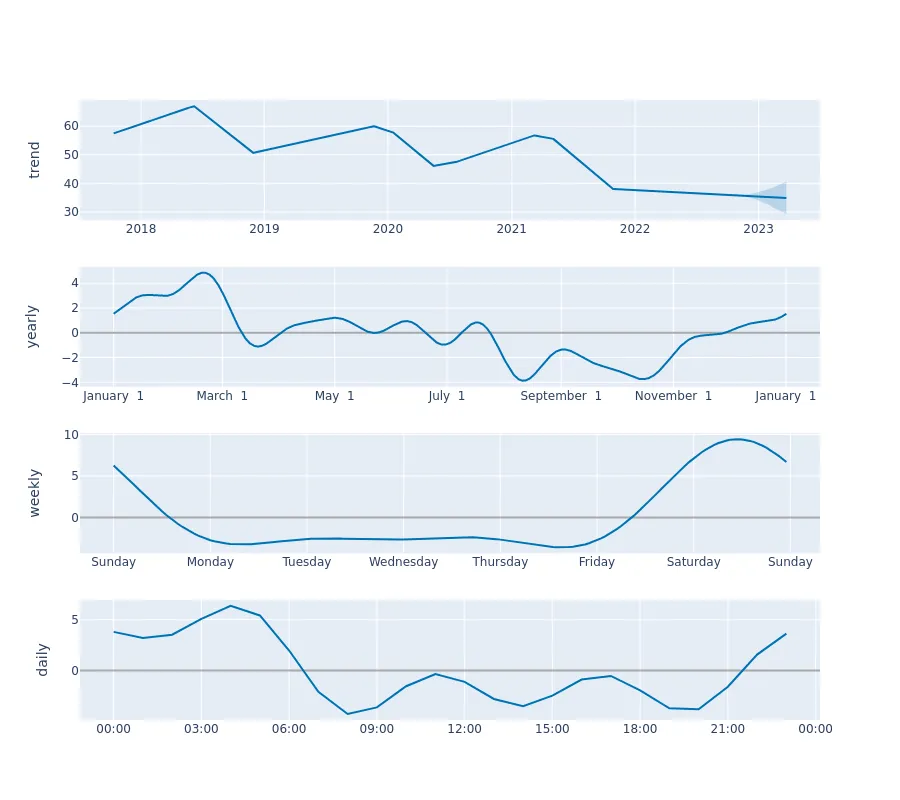 trend
60
50
40
30
2018 2019 2020 2021 2022 2023
yearly
4
2
0
−2
−4
January 1 March 1 May 1 July 1 September 1 November 1 January 1
weekly
10
5
0
Sunday Monday Tuesday Wednesday Thursday Friday Saturday Sunday
daily
5
0
00:00 03:00 06:00 09:00 12:00 15:00 18:00 21:00 00:00